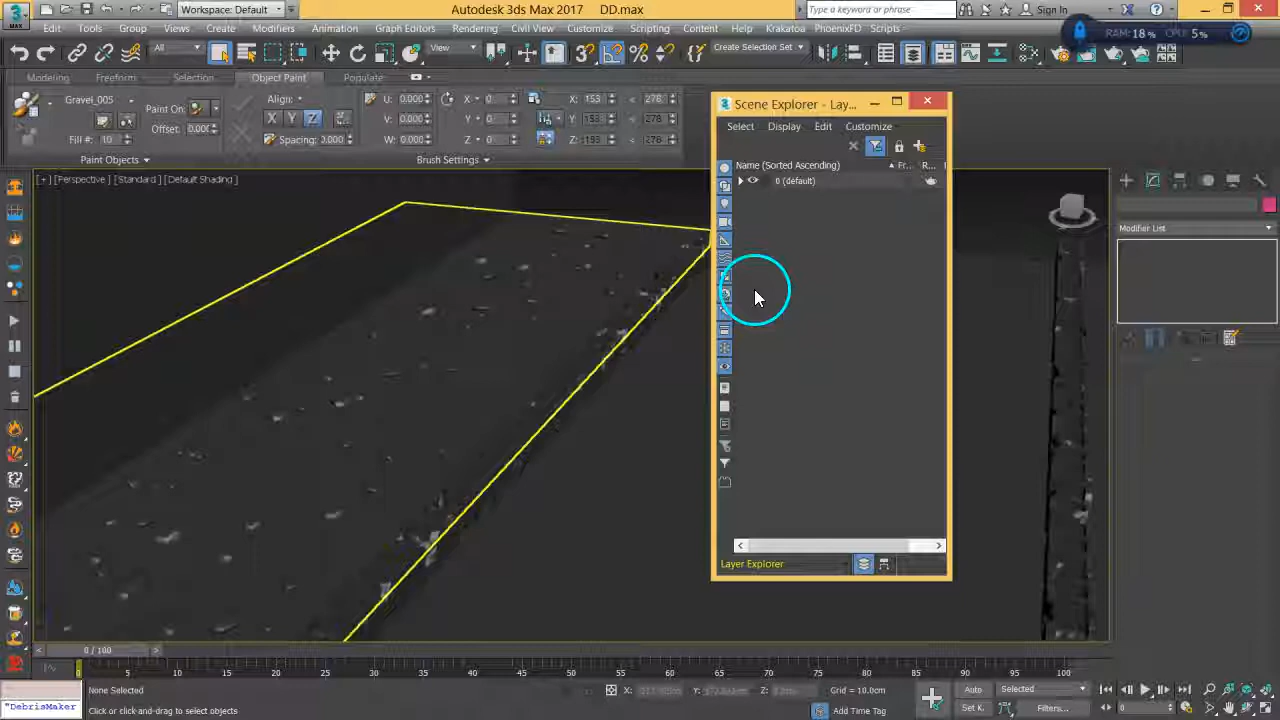 Workspace: Default
Autodesk 3ds Max 2017 DD.max
Type a keyword or phrase
MAX
Edit Tools Group Views Create Modifiers Animation Graph Editors Rendering Civil View Customize Scripting Content Help Krakatoa PhoenixFD Scripts
RAM: 18 % CPU: 5 %
All
View
Create Selection Set
Modeling Freeform Selection Object Paint Populate
Gravel_005 Paint On: Align: U: 0.000 X: 0 X: 153 < 278
Offset: 0.000 X Y Z V: 0.000 Y: 0 Y: 153 < 278
Fill #: 10 Spacing: 3.000 W: 0.000 Z: 0 Z: 153 < 278
Paint Objects Brush Settings
[+] [Perspective] [Standard] [Default Shading]
Scene Explorer - Lay...
Select Display Edit Customize
Name (Sorted Ascending) Fr... R...
0 (default)
Layer Explorer
Modifier List
0 / 100
0 5 10 15 20 25 30 35 40 45 50 55 60 65 70 75 80 85 90 95 100
None Selected
X: Y: Z: Grid = 10.0cm
Auto Selected
"DebrisMaker
Click or click-and-drag to select objects
Add Time Tag
Set K. Filters... 0